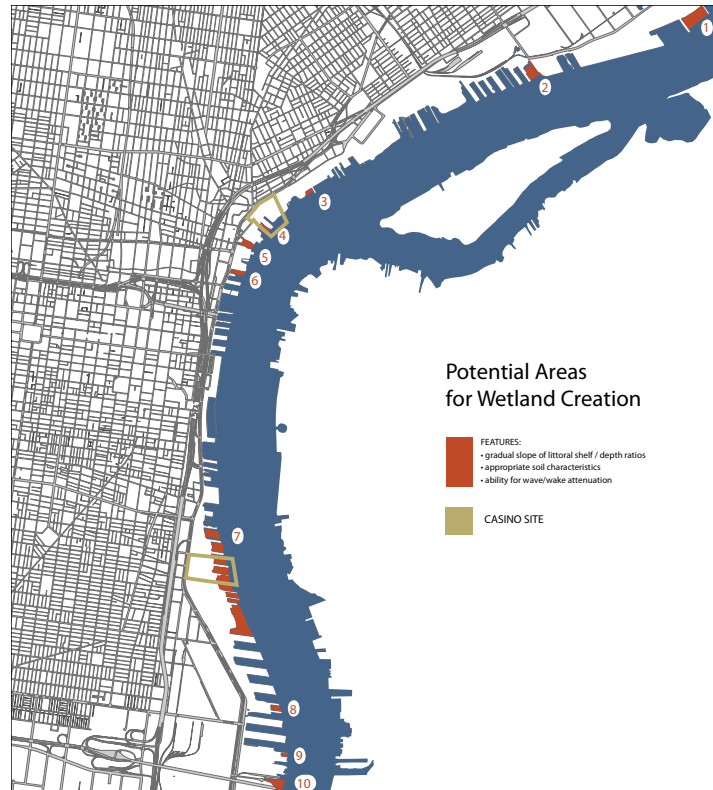 1
2
3
4
5
6
Potential Areas
for Wetland Creation
FEATURES:
• gradual slope of littoral shelf / depth ratios
• appropriate soil characteristics
• ability for wave/wake attenuation
CASINO SITE
7
8
9
10